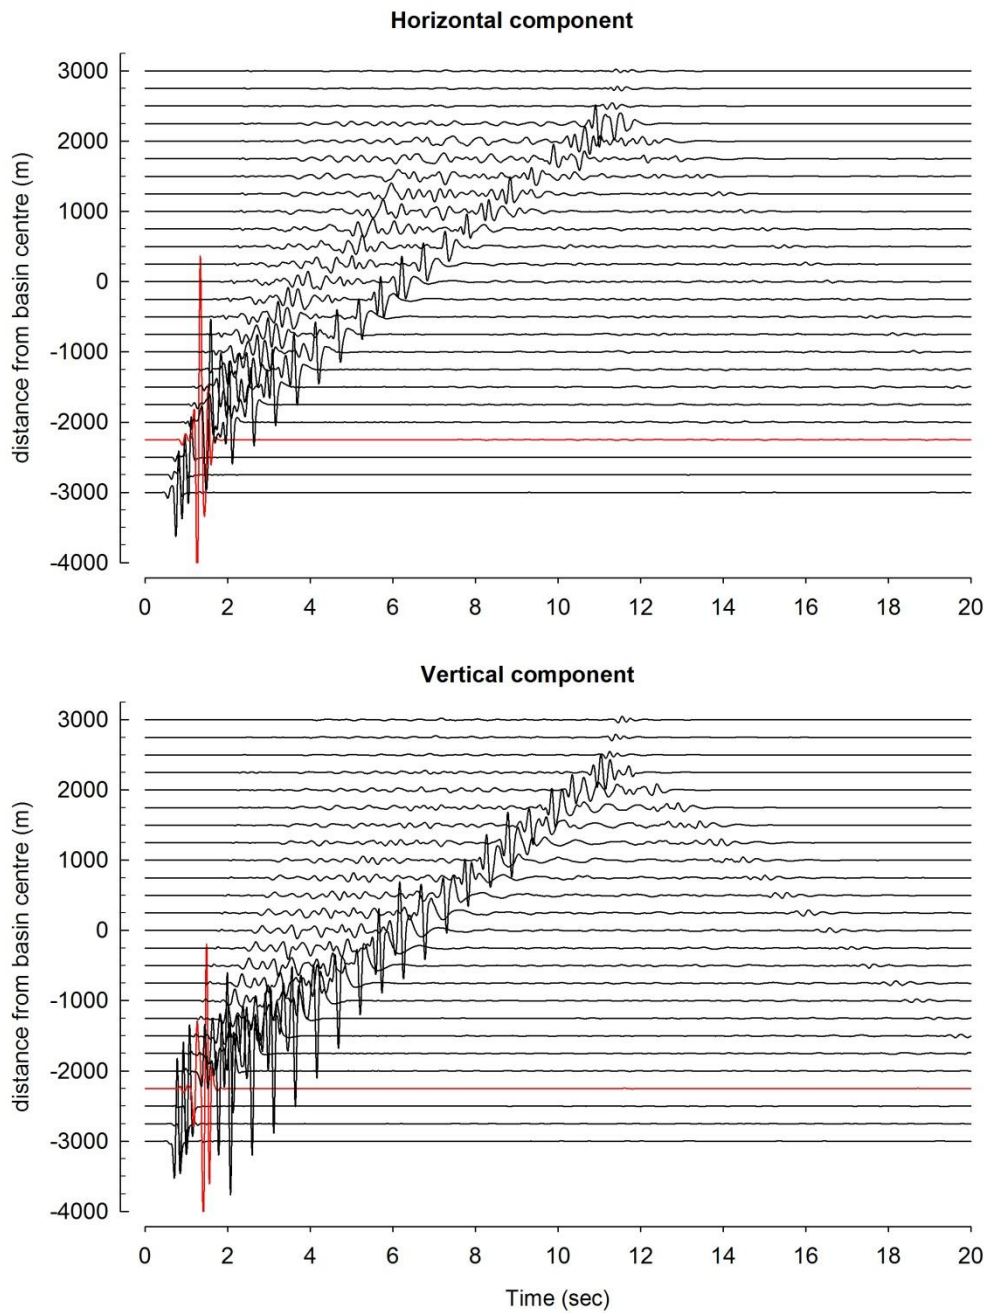 Horizontal component
distance from basin centre (m)
3000
2000
1000
0
-1000
-2000
-3000
-4000
0 2 4 6 8 10 12 14 16 18 20
Vertical component
distance from basin centre (m)
3000
2000
1000
0
-1000
-2000
-3000
-4000
0 2 4 6 8 10 12 14 16 18 20
Time (sec)